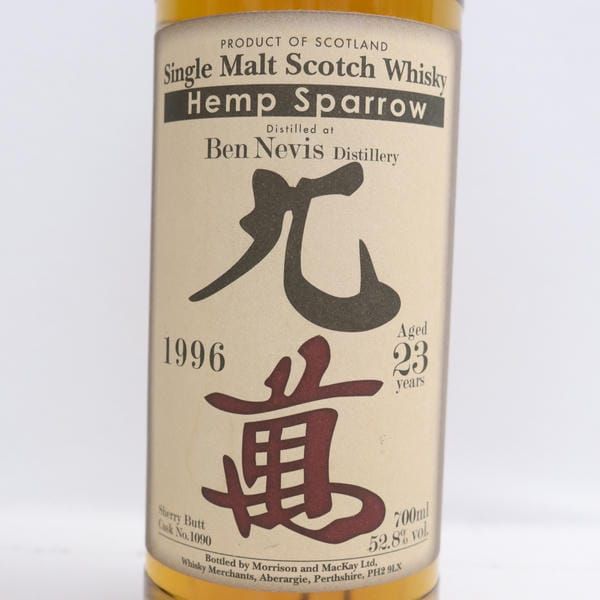 PRODUCT OF SCOTLAND
Single Malt Scotch Whisky
Hemp Sparrow
Distilled at
Ben Nevis Distillery
九
1996
Aged
23
years
萬
Sherry Butt
Cask No.1090
700ml
52.8% vol.
Bottled by Morrison and MacKay Ltd,
Whisky Merchants, Aberargie, Perthshire, PH2 9LX